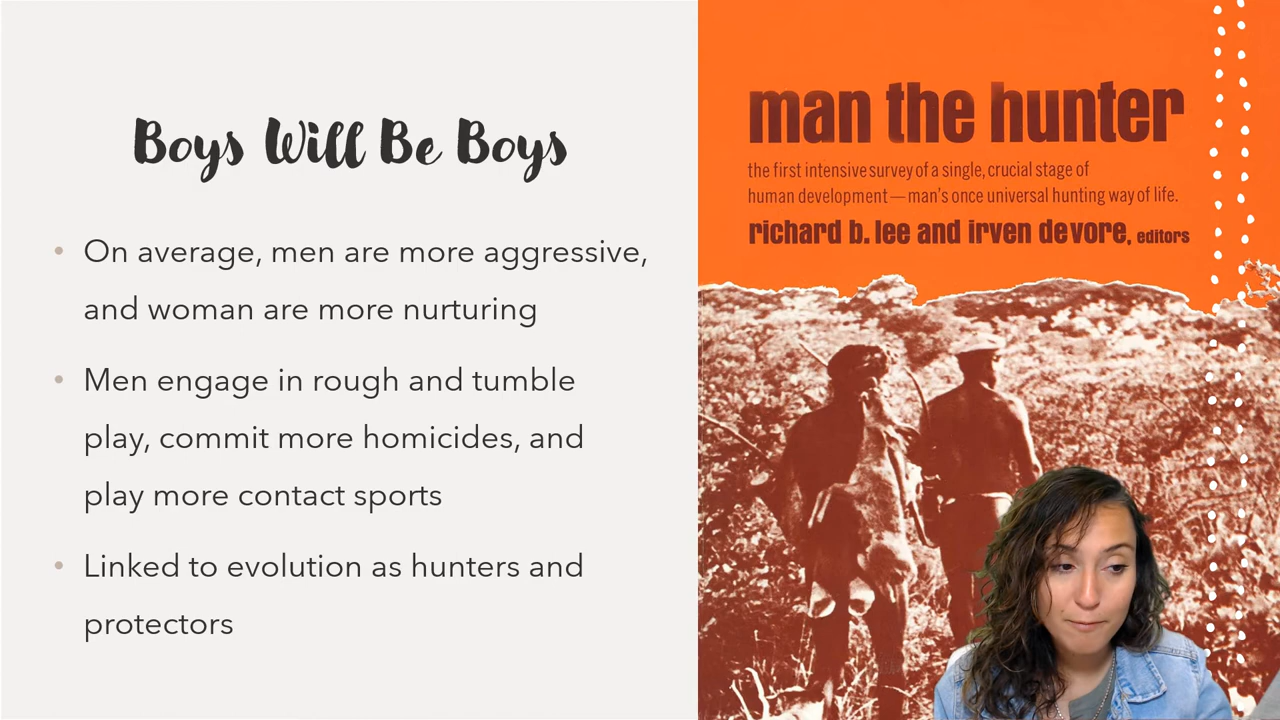 Boys Will Be Boys
On average, men are more aggressive,
and woman are more nurturing
Men engage in rough and tumble
play, commit more homicides, and
play more contact sports
Linked to evolution as hunters and
protectors
man the hunter
the first intensive survey of a single, crucial stage of
human development—man's once universal hunting way of life.
richard b. lee and irven devore, editors